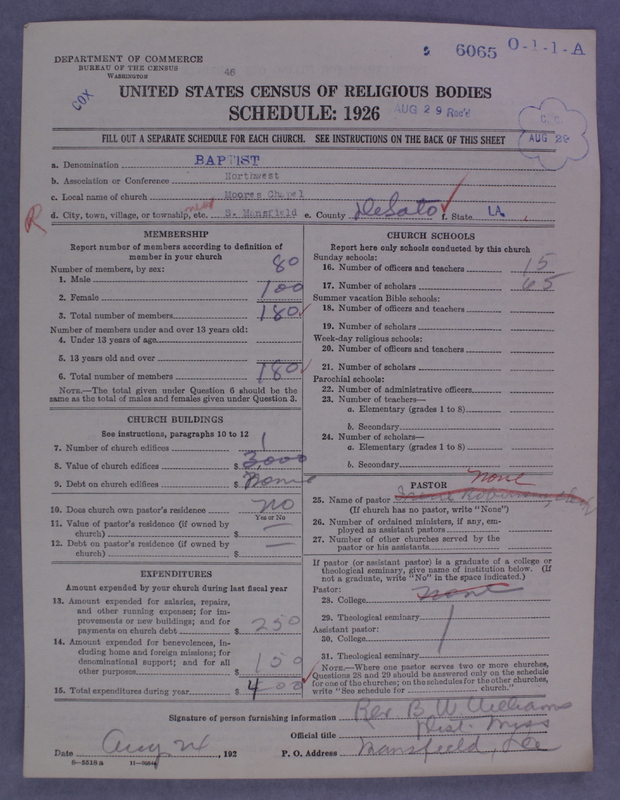 6065 O-1-1-A
DEPARTMENT OF COMMERCE
BUREAU OF THE CENSUS
WASHINGTON
46
COX
UNITED STATES CENSUS OF RELIGIOUS BODIES
SCHEDULE: 1926
AUG 29 Rec'd
C. C.
AUG 29
FILL OUT A SEPARATE SCHEDULE FOR EACH CHURCH. SEE INSTRUCTIONS ON THE BACK OF THIS SHEET
a. Denomination BAPTIST
b. Association or Conference Northwest
c. Local name of church Moores Chapel
R
d. City, town, village, or township, etc. S. Mansfield e. County DeSoto f. State LA.
MEMBERSHIP
Report number of members according to definition of
member in your church
Number of members, by sex:
1. Male 80
2. Female 100
3. Total number of members 180
Number of members under and over 13 years old:
4. Under 13 years of age
5. 13 years old and over
6. Total number of members 180
NOTE.—The total given under Question 6 should be
same as the total of males and females given under Question 3.
CHURCH BUILDINGS
See instructions, paragraphs 10 to 12
7. Number of church edifices 1
8. Value of church edifices $ 3,000
9. Debt on church edifices $ None
10. Does church own pastor's residence no
Yes or No
11. Value of pastor's residence (if owned by
church) $ —
12. Debt on pastor's residence (if owned by
church) $ —
EXPENDITURES
Amount expended by your church during last fiscal year
13. Amount expended for salaries, repairs,
and other running expenses; for im-
provements or new buildings; and for
payments on church debt $ 250
14. Amount expended for benevolences, in-
cluding home and foreign missions; for
denominational support; and for all
other purposes $ 150
15. Total expenditures during year $ 400
CHURCH SCHOOLS
Report here only schools conducted by this church
Sunday schools:
16. Number of officers and teachers 15
17. Number of scholars 65
Summer vacation Bible schools:
18. Number of officers and teachers
19. Number of scholars
Week-day religious schools:
20. Number of officers and teachers
21. Number of scholars
Parochial schools:
22. Number of administrative officers
23. Number of teachers—
a. Elementary (grades 1 to 8)
b. Secondary
24. Number of scholars—
a. Elementary (grades 1 to 8)
b. Secondary
PASTOR none
25. Name of pastor
(If church has no pastor, write "None")
26. Number of ordained ministers, if any, em-
ployed as assistant pastors
27. Number of other churches served by the
pastor or his assistants
If pastor (or assistant pastor) is a graduate of a college or
theological seminary, give name of institution below. (If
not a graduate, write "No" in the space indicated.)
Pastor:
28. College none
29. Theological seminary
Assistant pastor:
30. College
31. Theological seminary
NOTE.—Where one pastor serves two or more churches,
Questions 28 and 29 should be answered only on the schedule
for one of the churches; on the schedules for the other churches,
write "See schedule for church."
Signature of person furnishing information Rev B. W. Williams
Official title Dist. Miss
Date Aug 24, 192 P. O. Address Mansfield, La
8—5516 a